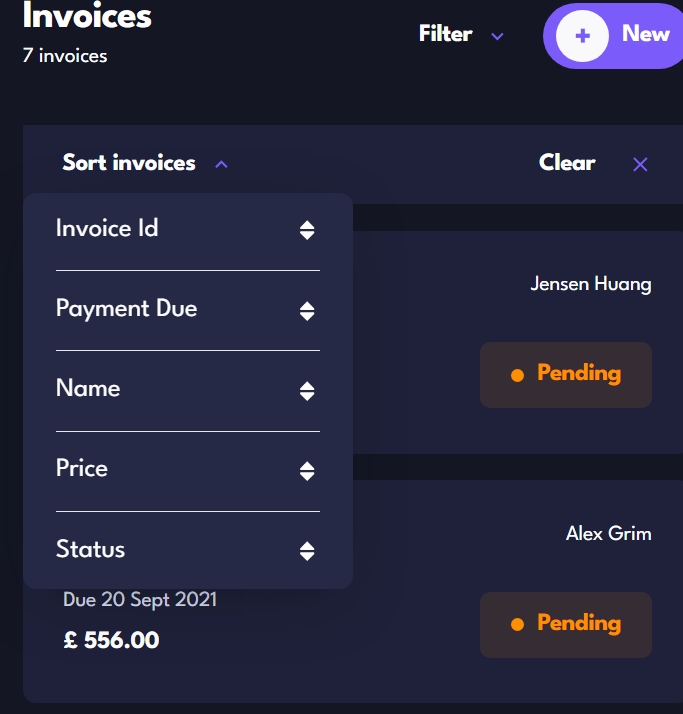 Invoices
7 invoices
Filter
New
Sort invoices
Clear
Invoice Id
Payment Due
Name
Price
Status
Jensen Huang
Pending
Alex Grim
Due 20 Sept 2021
£ 556.00
Pending